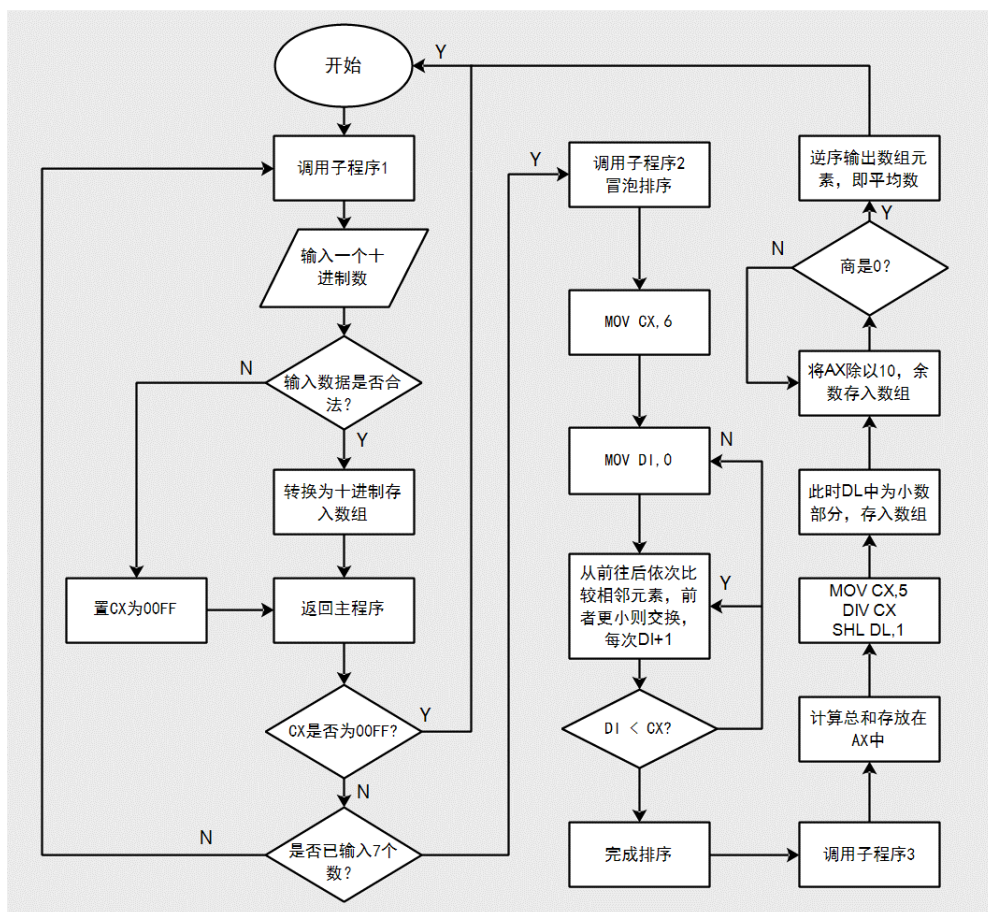 开始
Y
调用子程序1
输入一个十
进制数
N
输入数据是否合
法？
Y
转换为十进制存
入数组
置CX为00FF
返回主程序
CX是否为00FF？
Y
N
是否已输入7个
数？
N
Y
调用子程序2
冒泡排序
MOV CX,6
MOV DI,0
N
从前往后依次比
较相邻元素，前
者更小则交换，
每次DI+1
Y
DI < CX？
完成排序
调用子程序3
计算总和存放在
AX中
MOV CX,5
DIV CX
SHL DL,1
此时DL中为小数
部分，存入数组
将AX除以10，余
数存入数组
商是0？
N
Y
逆序输出数组元
素，即平均数